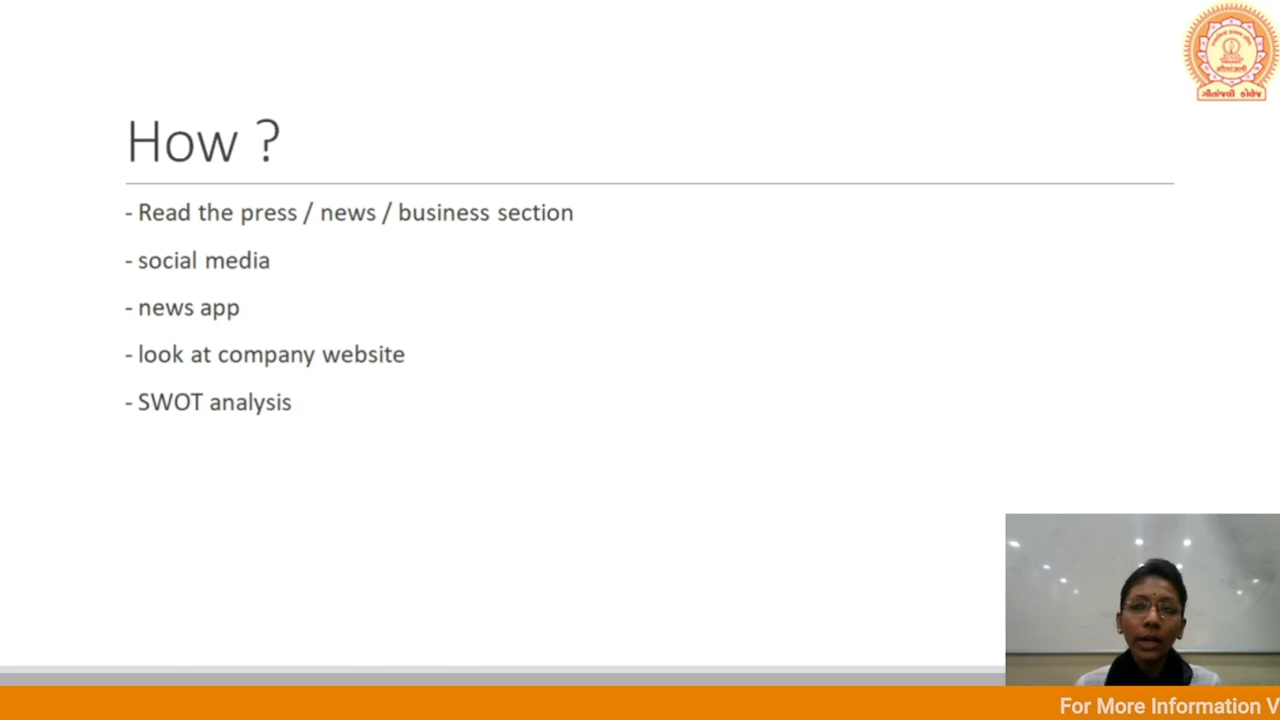 How ?
- Read the press / news / business section
- social media
- news app
- look at company website
- SWOT analysis
ગીતાંજલી કોલેજ
For More Information V